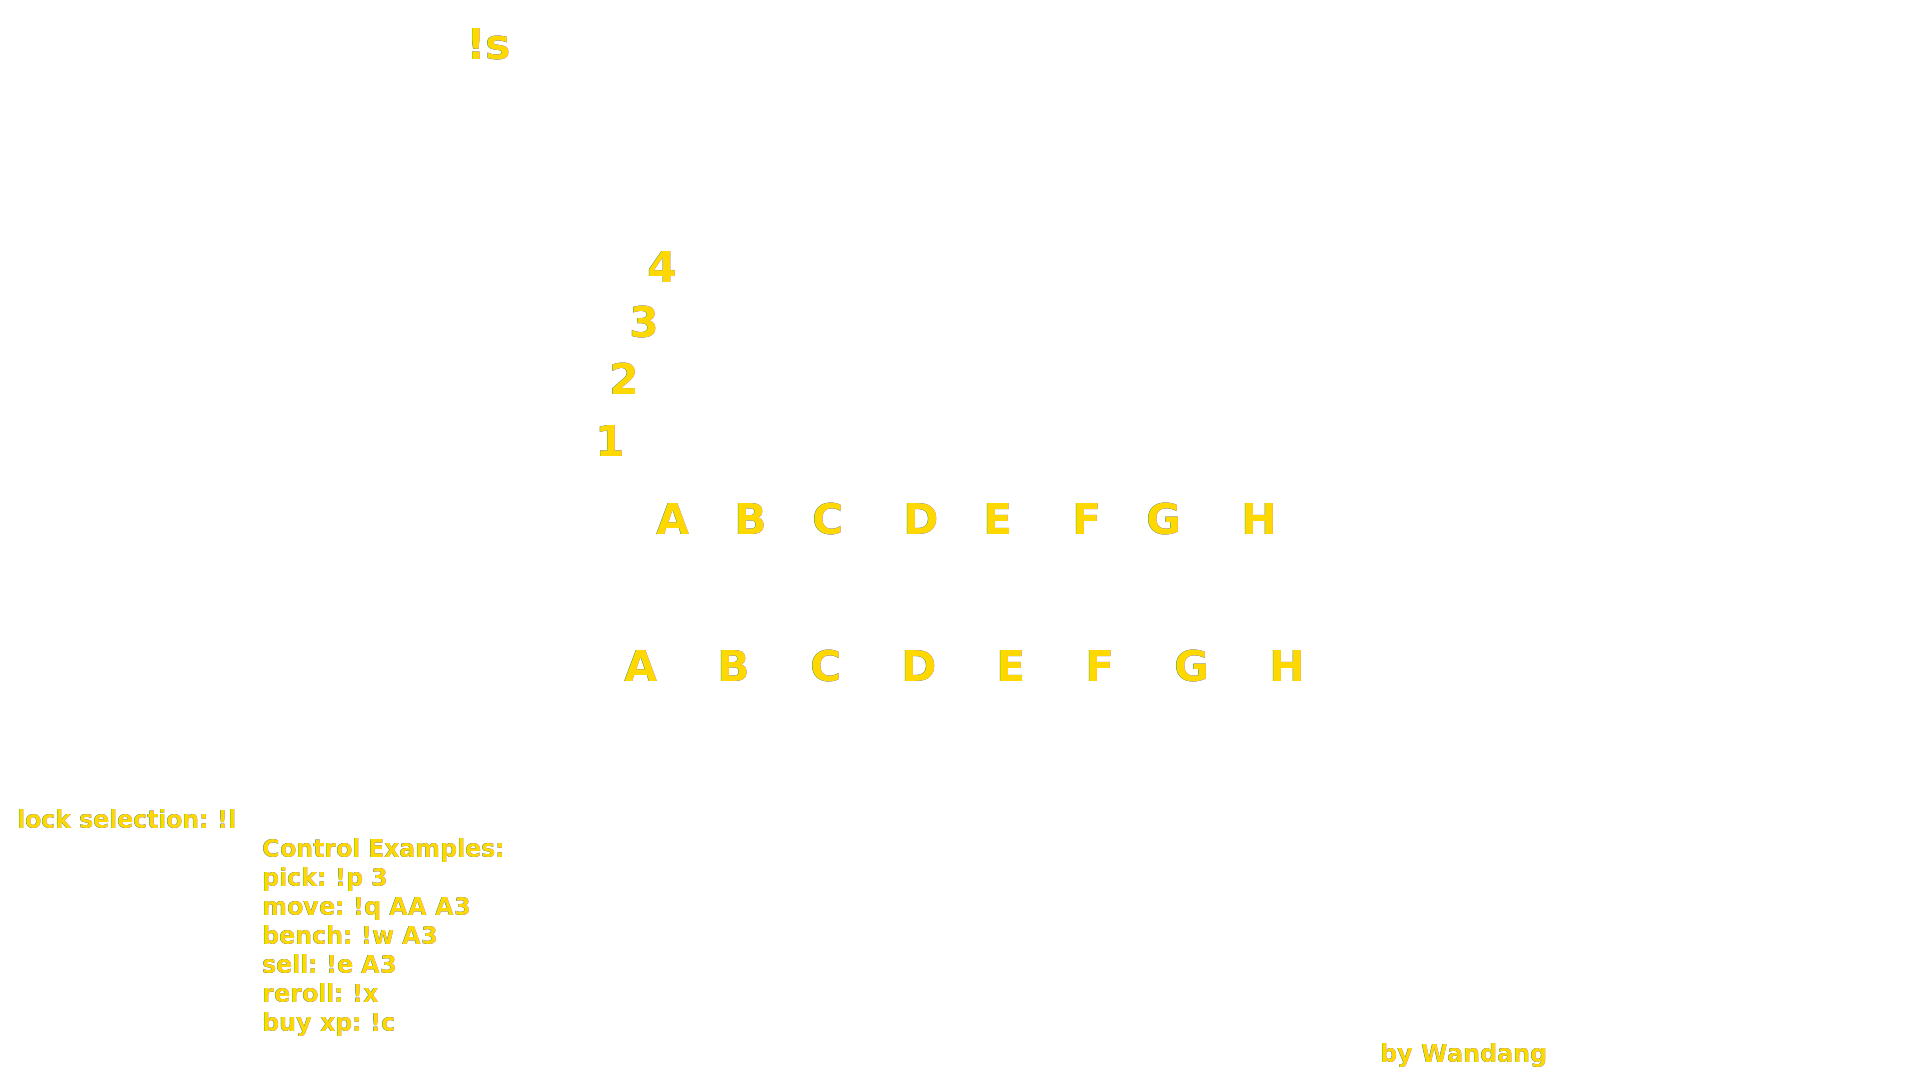 !s
4
3
2
1
A B C D E F G H
A B C D E F G H
lock selection: !l
Control Examples:
pick: !p 3
move: !q AA A3
bench: !w A3
sell: !e A3
reroll: !x
buy xp: !c
by Wandang